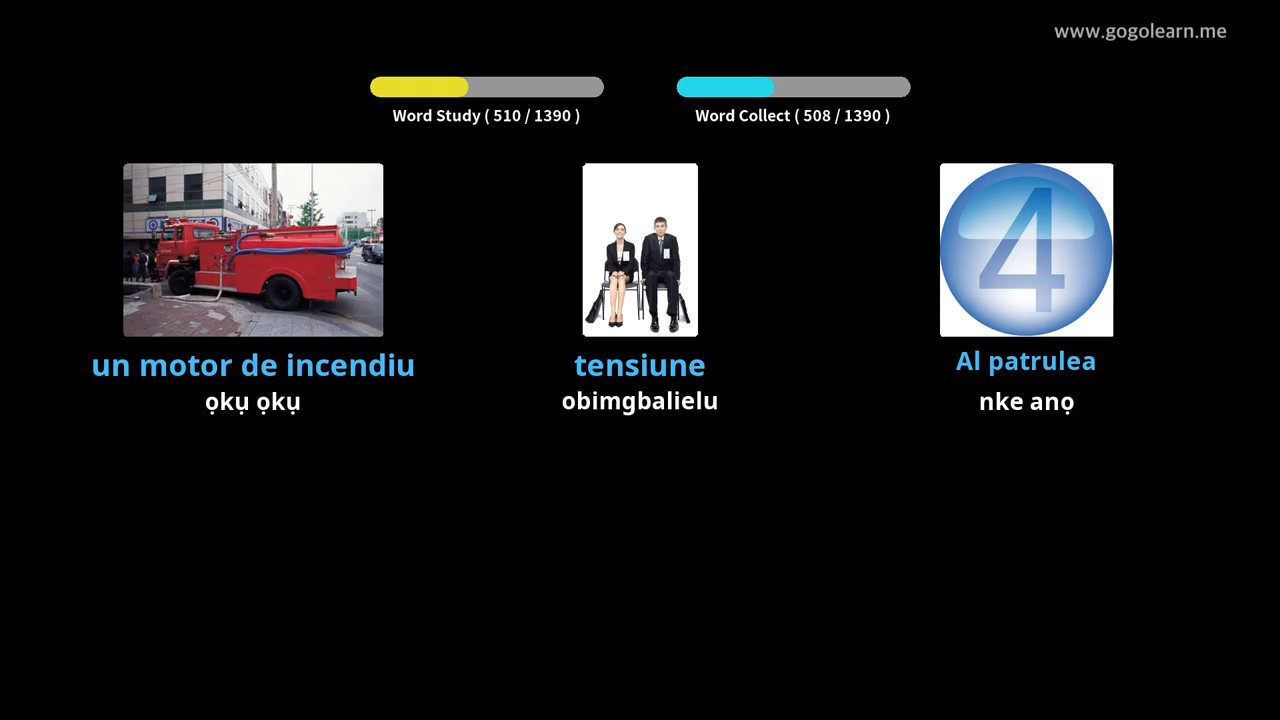 www.gogolearn.me
Word Study ( 510 / 1390 )
Word Collect ( 508 / 1390 )
4
un motor de incendiu
ọkụ ọkụ
tensiune
obimgbalielu
Al patrulea
nke anọ